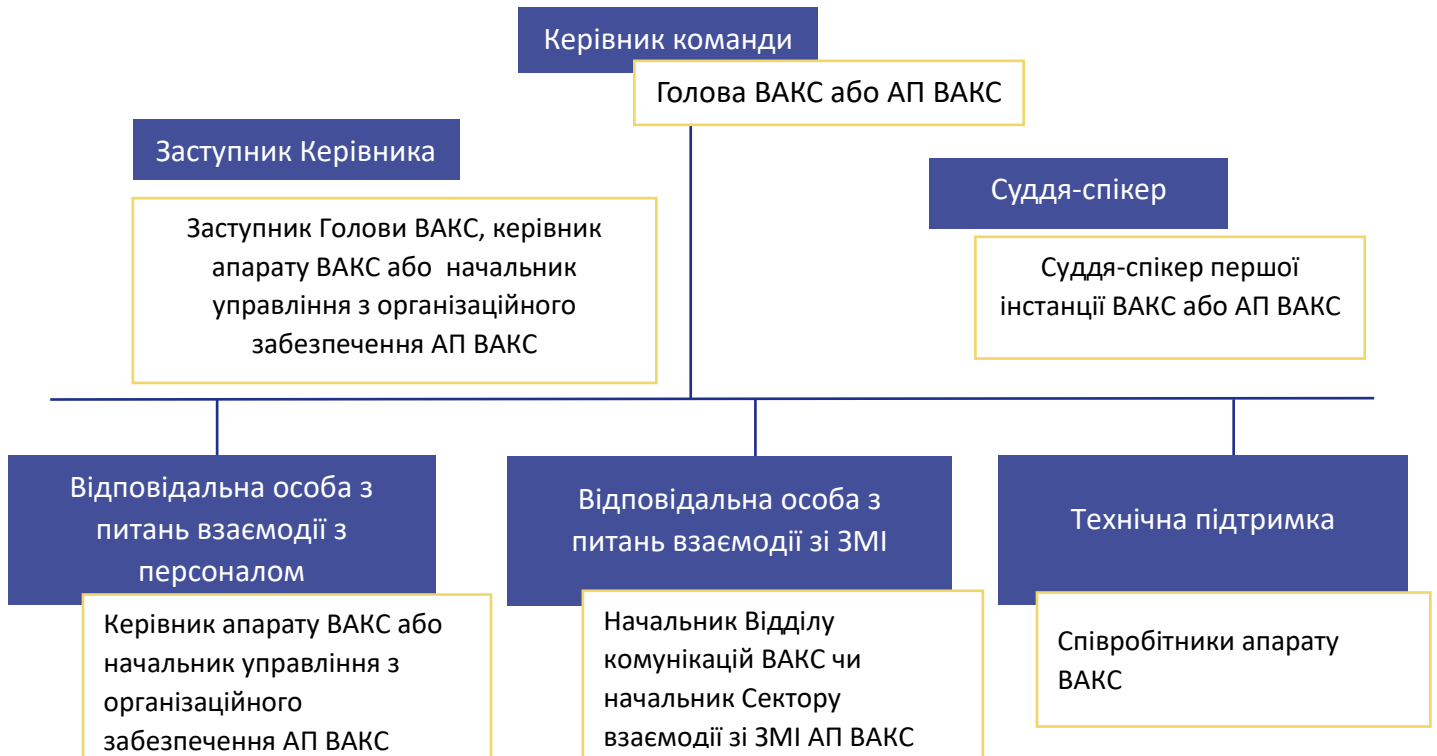 Керівник команди
Голова ВАКС або АП ВАКС
Заступник Керівника
Заступник Голови ВАКС, керівник
апарату ВАКС або начальник
управління з організаційного
забезпечення АП ВАКС
Суддя-спікер
Суддя-спікер першої
інстанції ВАКС або АП ВАКС
Відповідальна особа з
питань взаємодії з
персоналом
Керівник апарату ВАКС або
начальник управління з
організаційного
забезпечення АП ВАКС
Відповідальна особа з
питань взаємодії зі ЗМІ
Начальник Відділу
комунікацій ВАКС чи
начальник Сектору
взаємодії зі ЗМІ АП ВАКС
Технічна підтримка
Співробітники апарату
ВАКС